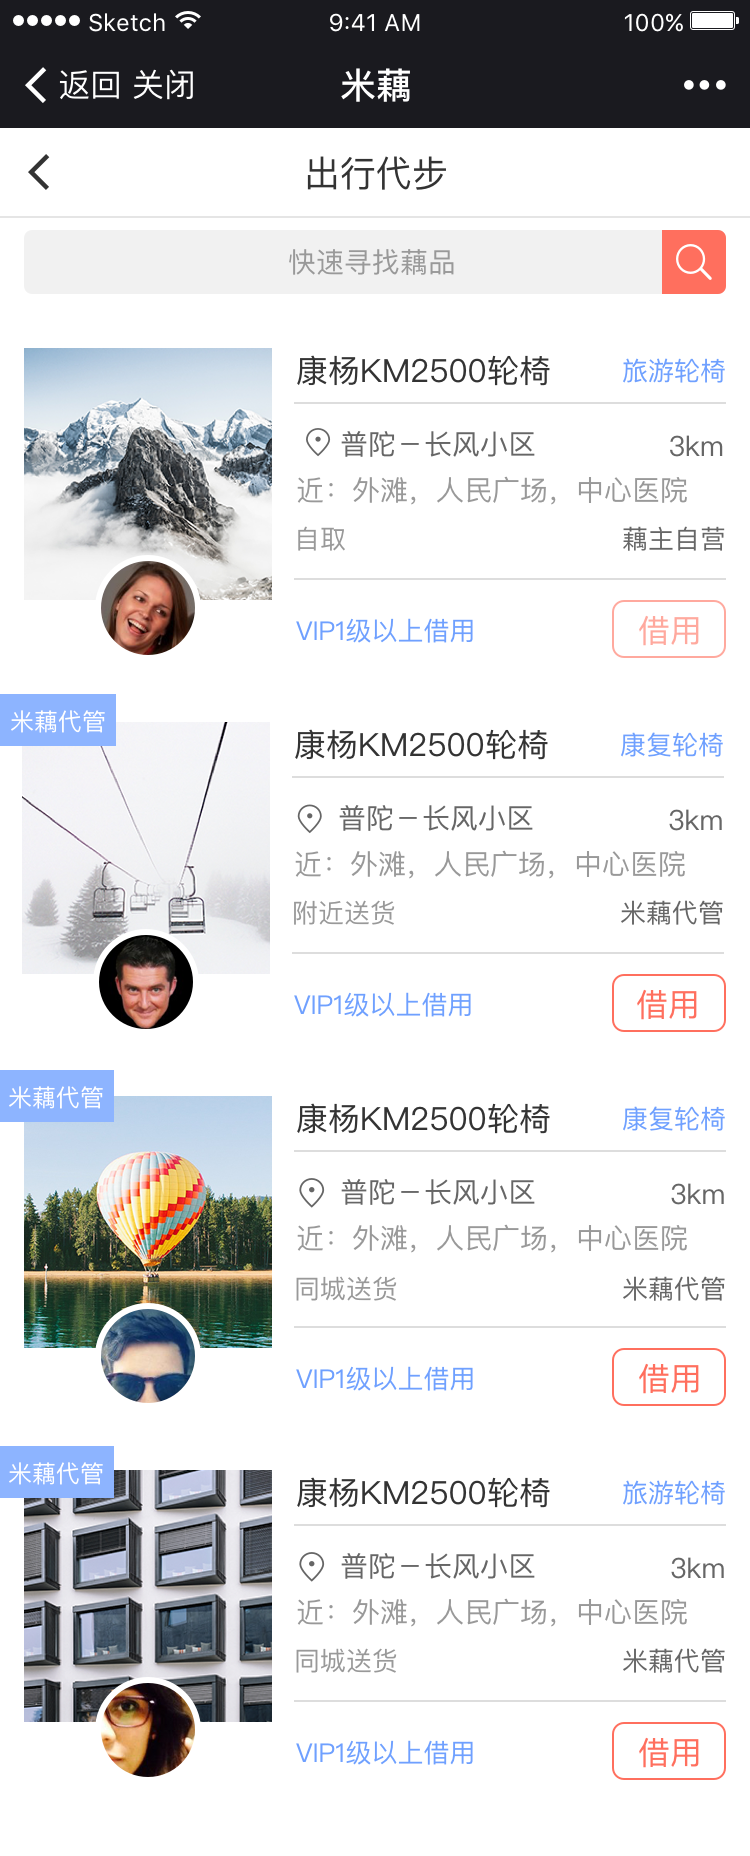 Sketch 9:41 AM 100%
返回 关闭 米藕
出行代步
快速寻找藕品
康杨KM2500轮椅 旅游轮椅
普陀－长风小区 3km
近：外滩，人民广场，中心医院
自取 藕主自营
VIP1级以上借用 借用
米藕代管
康杨KM2500轮椅 康复轮椅
普陀－长风小区 3km
近：外滩，人民广场，中心医院
附近送货 米藕代管
VIP1级以上借用 借用
米藕代管
康杨KM2500轮椅 康复轮椅
普陀－长风小区 3km
近：外滩，人民广场，中心医院
同城送货 米藕代管
VIP1级以上借用 借用
米藕代管
康杨KM2500轮椅 旅游轮椅
普陀－长风小区 3km
近：外滩，人民广场，中心医院
同城送货 米藕代管
VIP1级以上借用 借用